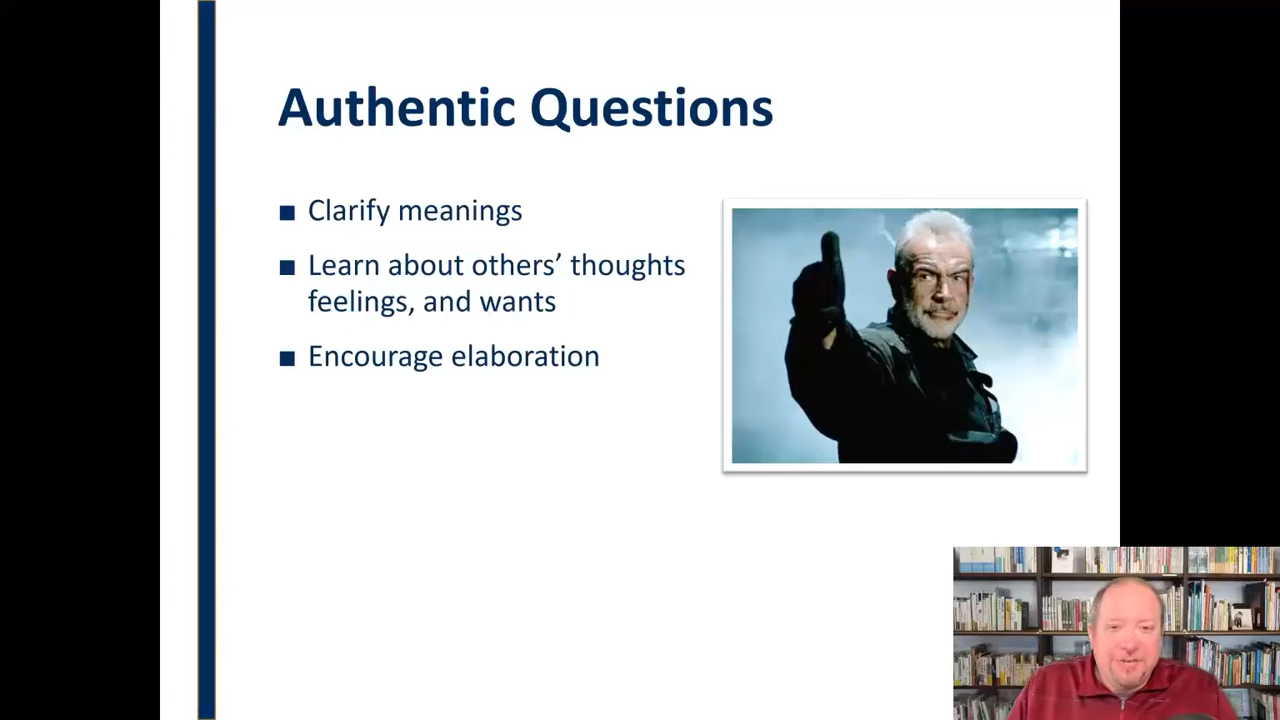 Authentic Questions
■ Clarify meanings
■ Learn about others’ thoughts
feelings, and wants
■ Encourage elaboration